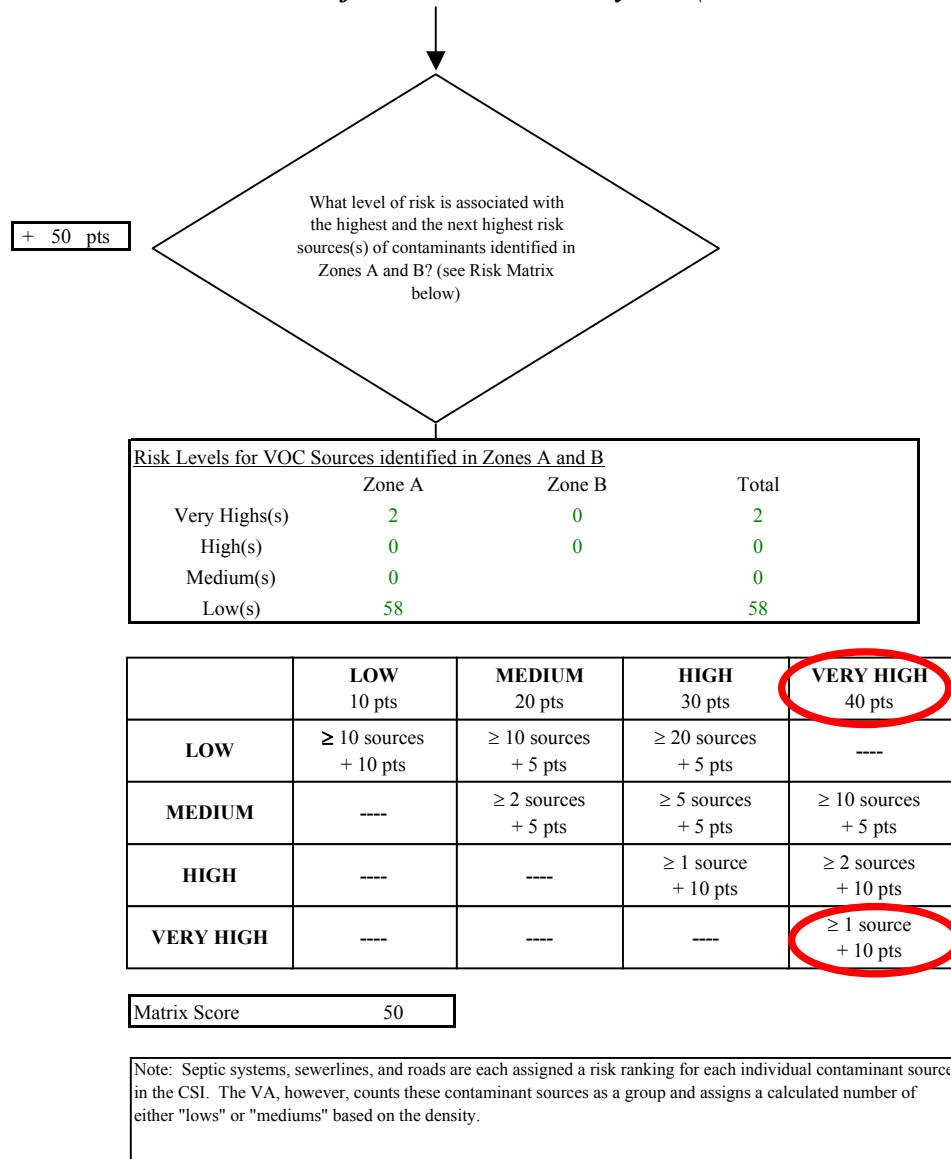 What level of risk is associated with
the highest and the next highest risk
sources(s) of contaminants identified in
Zones A and B? (see Risk Matrix
below)
+ 50 pts
Risk Levels for VOC Sources identified in Zones A and B
Zone A Zone B Total
Very Highs(s) 2 0 2
High(s) 0 0 0
Medium(s) 0 0
Low(s) 58 58
LOW MEDIUM HIGH VERY HIGH
10 pts 20 pts 30 pts 40 pts
LOW ≥ 10 sources ≥ 10 sources ≥ 20 sources ----
+ 10 pts + 5 pts + 5 pts
MEDIUM ---- ≥ 2 sources ≥ 5 sources ≥ 10 sources
+ 5 pts + 5 pts + 5 pts
HIGH ---- ---- ≥ 1 source ≥ 2 sources
+ 10 pts + 10 pts
VERY HIGH ---- ---- ---- ≥ 1 source
+ 10 pts
Matrix Score 50
Note: Septic systems, sewerlines, and roads are each assigned a risk ranking for each individual contaminant source
in the CSI. The VA, however, counts these contaminant sources as a group and assigns a calculated number of
either "lows" or "mediums" based on the density.